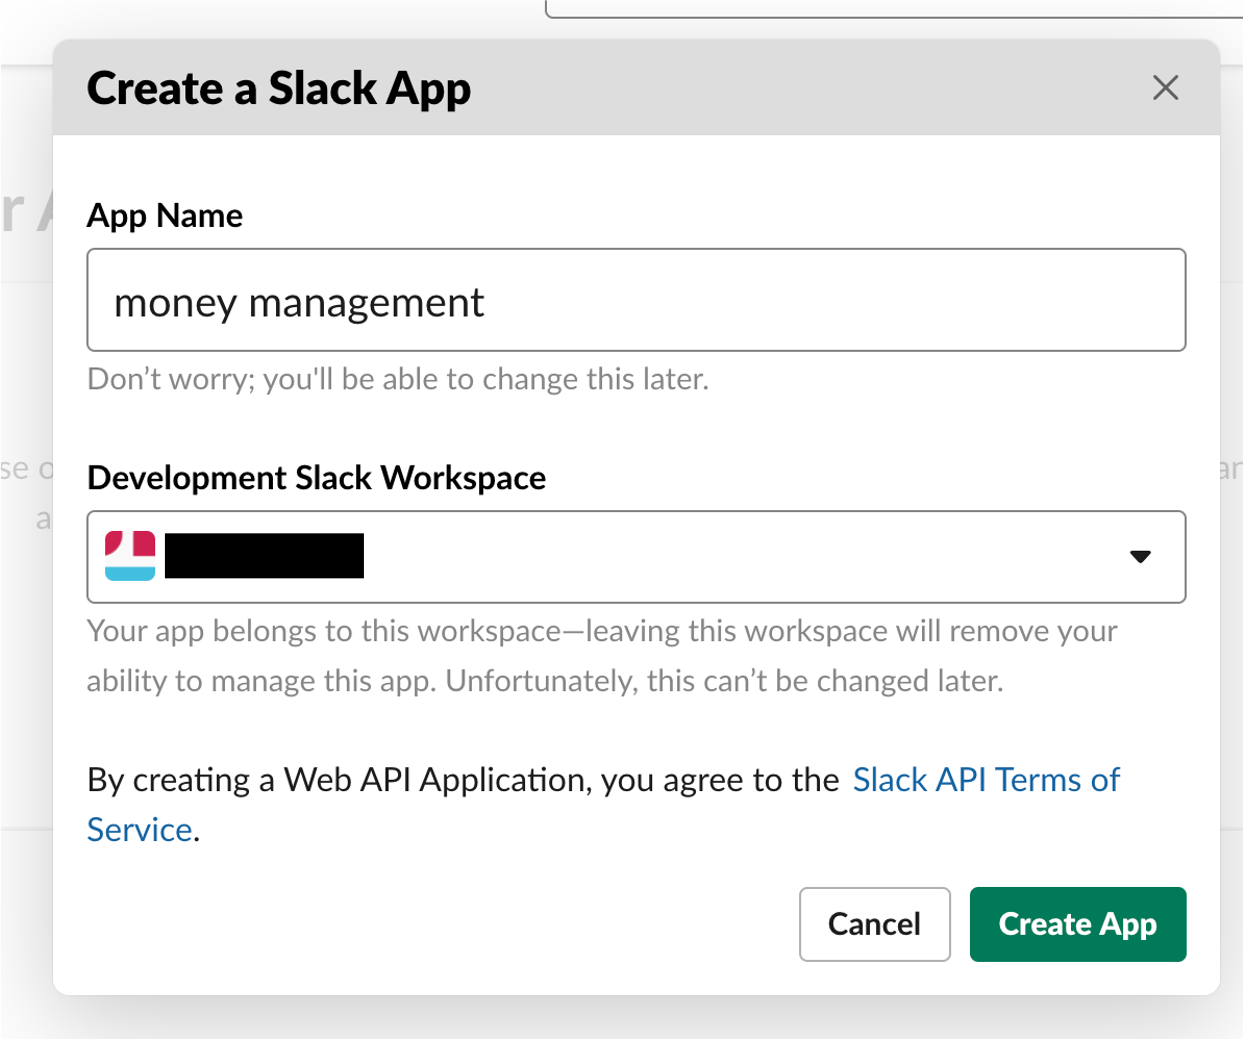 Create a Slack App
App Name
money management
Don’t worry; you'll be able to change this later.
Development Slack Workspace
Your app belongs to this workspace—leaving this workspace will remove your
ability to manage this app. Unfortunately, this can’t be changed later.
By creating a Web API Application, you agree to the Slack API Terms of
Service.
Cancel
Create App